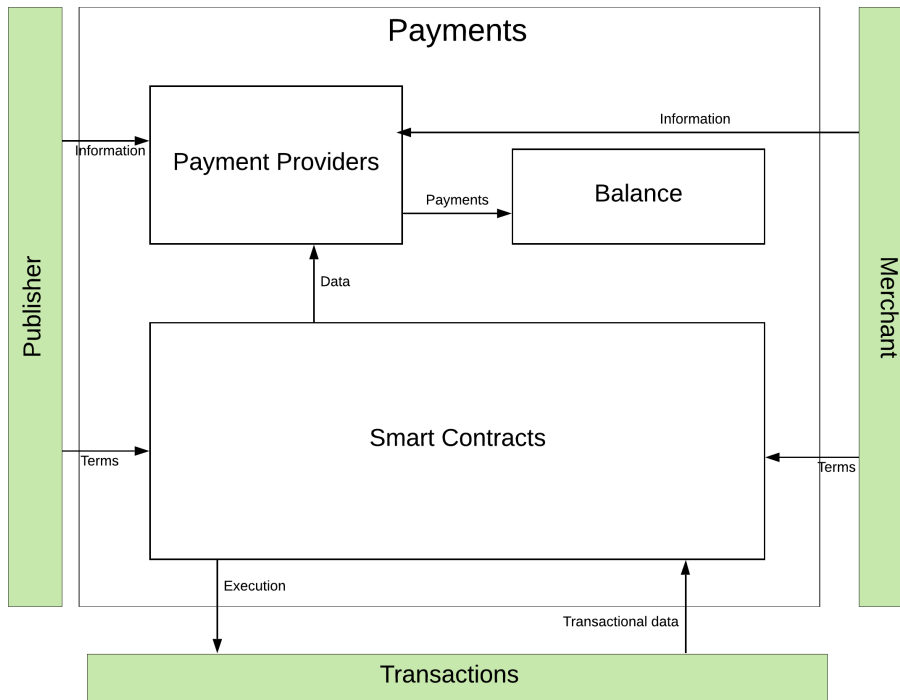 Payments
Information
Information
Payment Providers
Balance
Payments
Data
Publisher
Merchant
Smart Contracts
Terms
Terms
Execution
Transactional data
Transactions